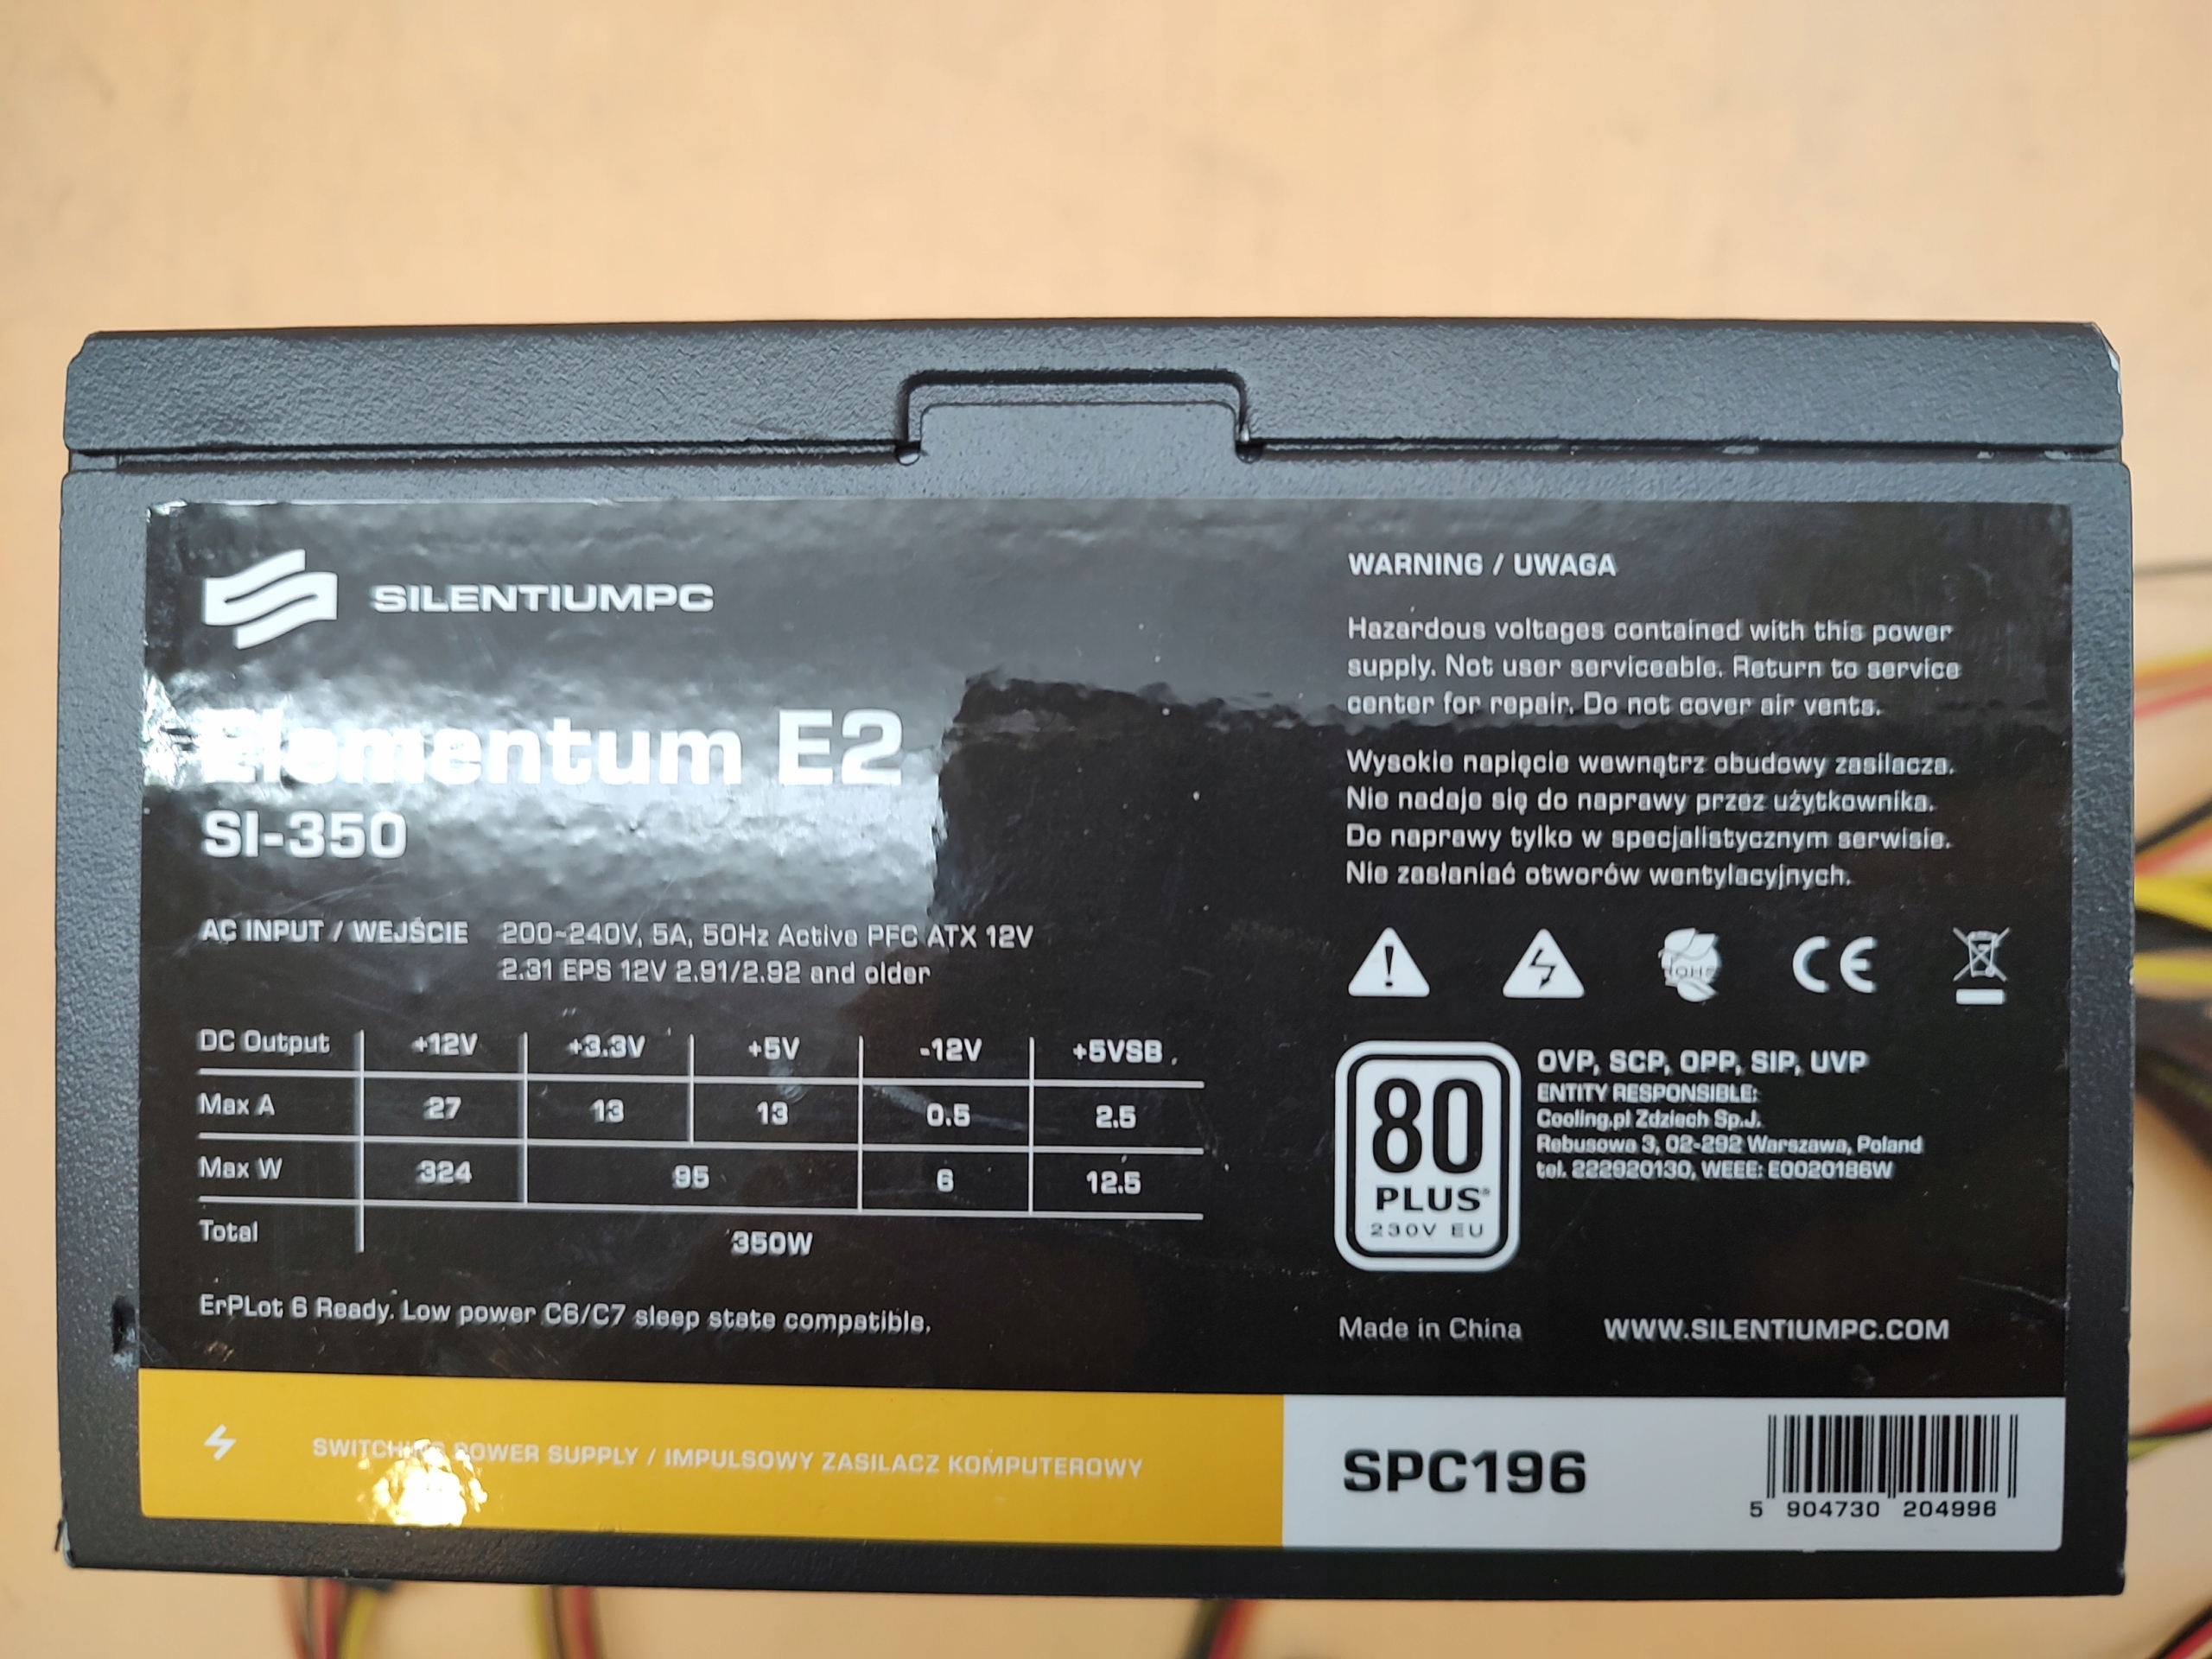 SILENTIUMPC
Elementum E2
SI-350
AC INPUT / WEJŚCIE 200-240V, 5A, 50Hz Active PFC ATX 12V
2.31 EPS 12V 2.91/2.92 and older
DC Output +12V +3.3V +5V -12V +5VSB
Max A 27 13 13 0.5 2.5
Max W 324 95 6 12.5
Total 350W
ErPLot 6 Ready. Low power C6/C7 sleep state compatible.
WARNING / UWAGA
Hazardous voltages contained with this power
supply. Not user serviceable. Return to service
center for repair. Do not cover air vents.
Wysokie napięcie wewnątrz obudowy zasilacza.
Nie nadaje się do naprawy przez użytkownika.
Do naprawy tylko w specjalistycznym serwisie.
Nie zasłaniać otworów wentylacyjnych.
ROHS
CE
80
PLUS®
230V EU
OVP, SCP, OPP, SIP, UVP
ENTITY RESPONSIBLE:
Cooling.pl Zdziech Sp.J.
Rebusowa 3, 02-292 Warszawa, Poland
tel. 222920130, WEEE: E0020186W
Made in China WWW.SILENTIUMPC.COM
SWITCHING POWER SUPPLY / IMPULSOWY ZASILACZ KOMPUTEROWY
SPC196
5 904730 204996